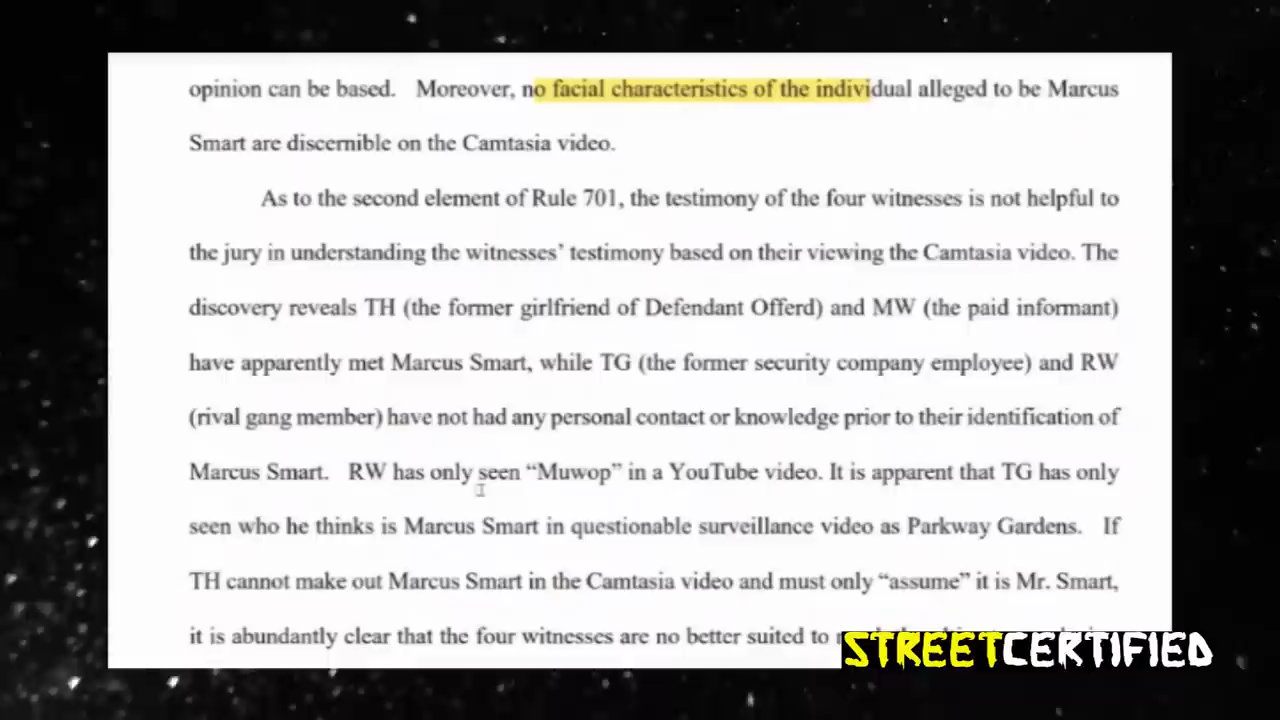 opinion can be based. Moreover, no facial characteristics of the individual alleged to be Marcus
Smart are discernible on the Camtasia video.
As to the second element of Rule 701, the testimony of the four witnesses is not helpful to
the jury in understanding the witnesses’ testimony based on their viewing the Camtasia video. The
discovery reveals TH (the former girlfriend of Defendant Offerd) and MW (the paid informant)
have apparently met Marcus Smart, while TG (the former security company employee) and RW
(rival gang member) have not had any personal contact or knowledge prior to their identification of
Marcus Smart. RW has only seen “Muwop” in a YouTube video. It is apparent that TG has only
seen who he thinks is Marcus Smart in questionable surveillance video as Parkway Gardens. If
TH cannot make out Marcus Smart in the Camtasia video and must only “assume” it is Mr. Smart,
it is abundantly clear that the four witnesses are no better suited to
STREETCERTIFIED